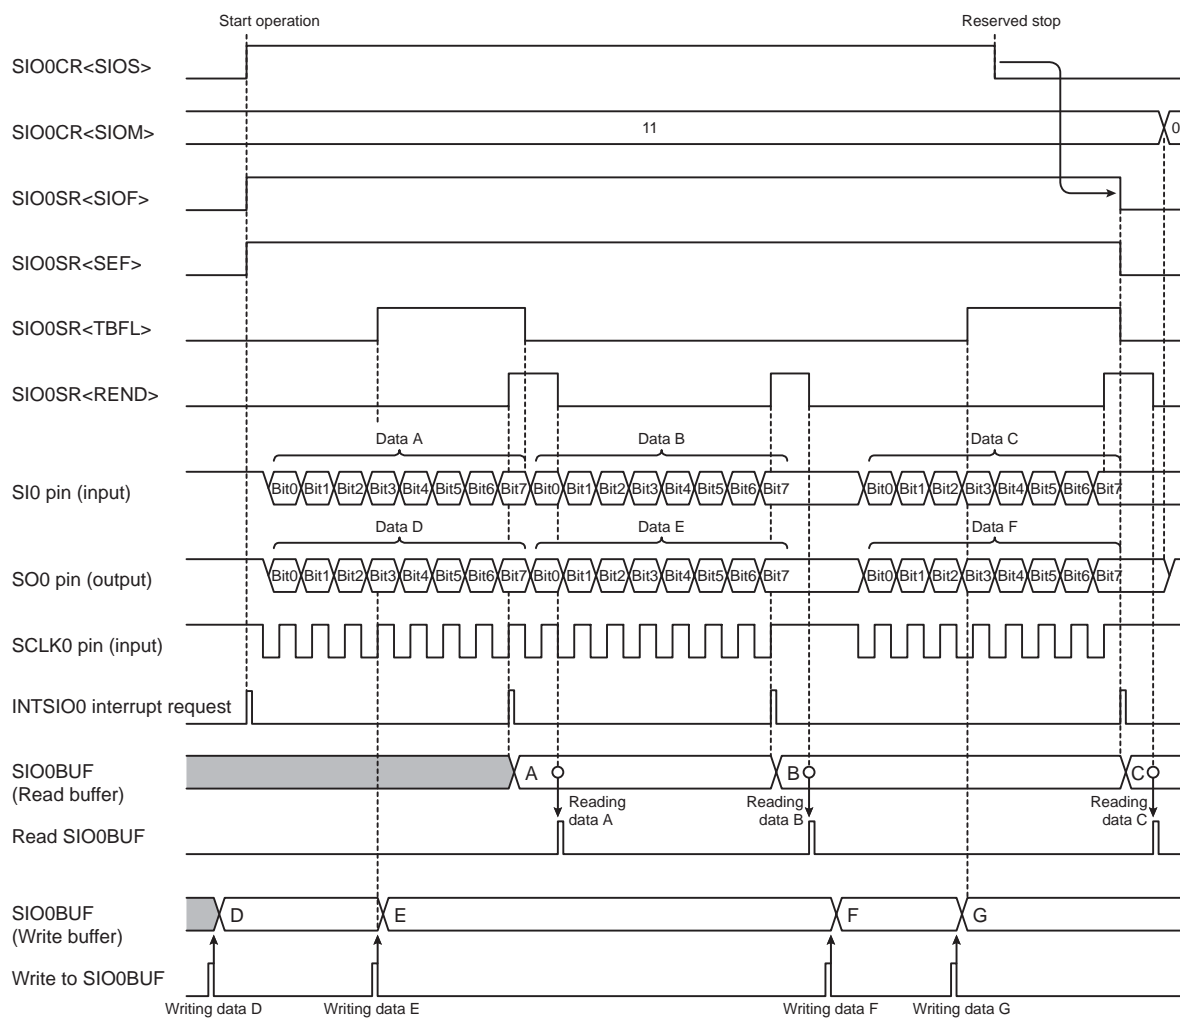 Start operation
Reserved stop
SIO0CR<SIOS>
SIO0CR<SIOM>
11
0
SIO0SR<SIOF>
SIO0SR<SEF>
SIO0SR<TBFL>
SIO0SR<REND>
Data A
Data B
Data C
SI0 pin (input)
Bit0 Bit1 Bit2 Bit3 Bit4 Bit5 Bit6 Bit7 Bit0 Bit1 Bit2 Bit3 Bit4 Bit5 Bit6 Bit7 Bit0 Bit1 Bit2 Bit3 Bit4 Bit5 Bit6 Bit7
Data D
Data E
Data F
SO0 pin (output)
Bit0 Bit1 Bit2 Bit3 Bit4 Bit5 Bit6 Bit7 Bit0 Bit1 Bit2 Bit3 Bit4 Bit5 Bit6 Bit7 Bit0 Bit1 Bit2 Bit3 Bit4 Bit5 Bit6 Bit7
SCLK0 pin (input)
INTSIO0 interrupt request
SIO0BUF
(Read buffer)
A
B
C
Reading
data A
Reading
data B
Reading
data C
Read SIO0BUF
SIO0BUF
(Write buffer)
D
E
F
G
Write to SIO0BUF
Writing data D
Writing data E
Writing data F
Writing data G